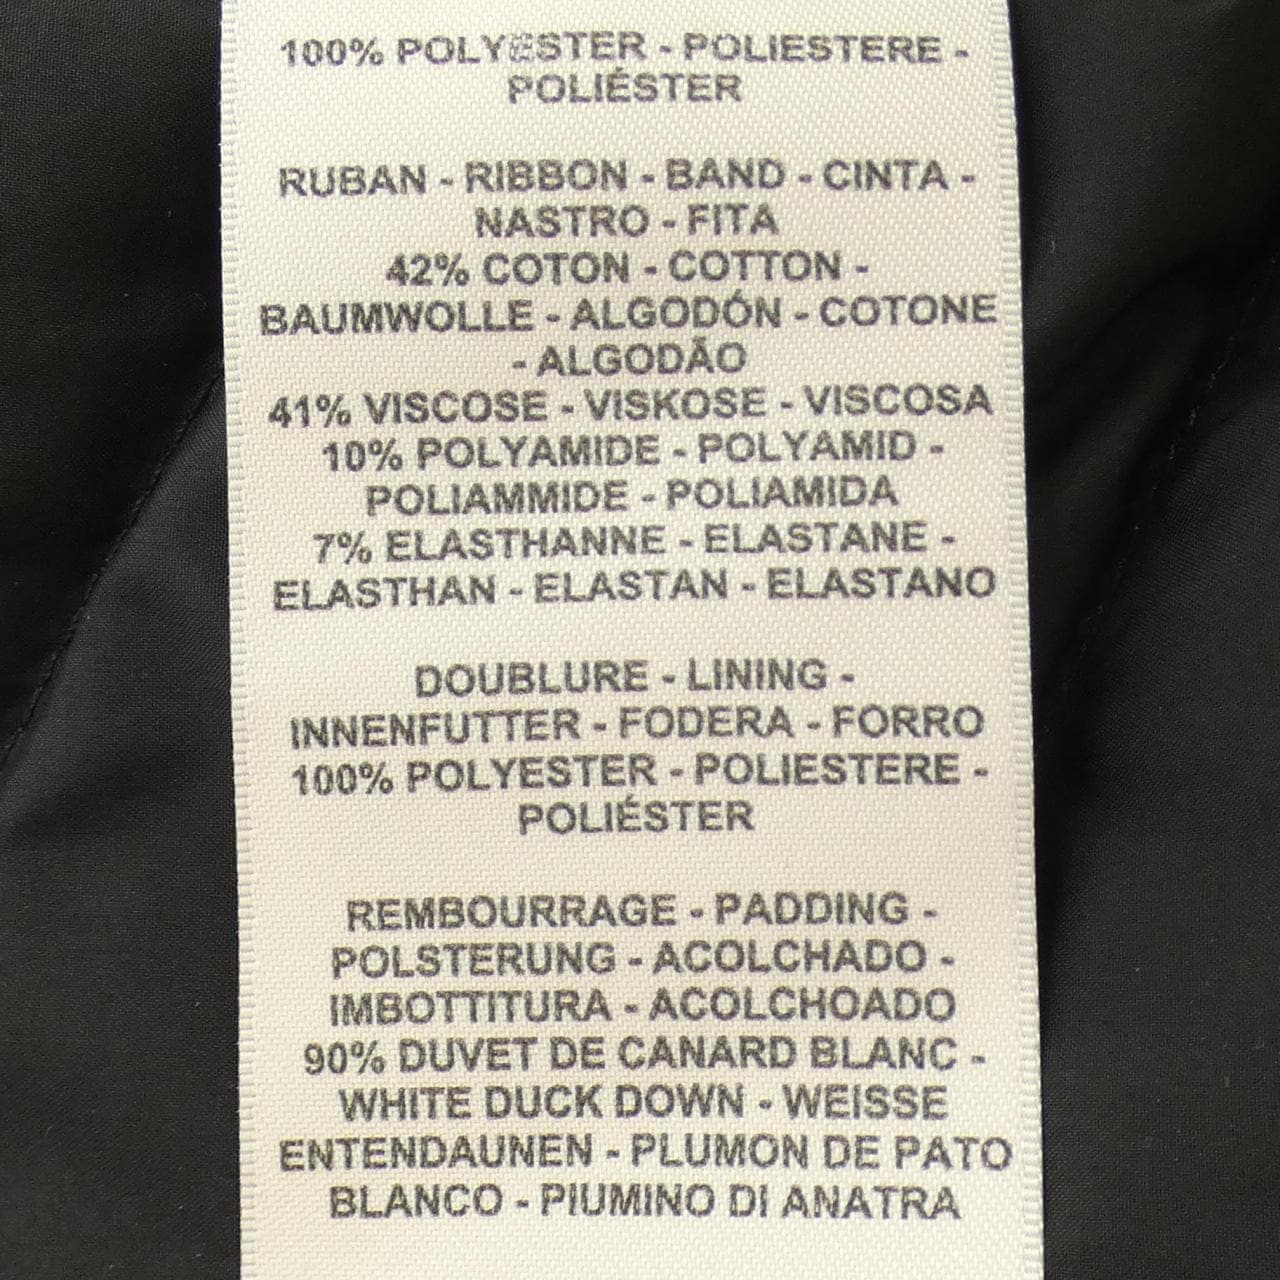 100% POLYESTER - POLIESTERE -
POLIÉSTER
RUBAN - RIBBON - BAND - CINTA -
NASTRO - FITA
42% COTON - COTTON -
BAUMWOLLE - ALGODÓN - COTONE
- ALGODÃO
41% VISCOSE - VISKOSE - VISCOSA
10% POLYAMIDE - POLYAMID -
POLIAMMIDE - POLIAMIDA
7% ELASTHANNE - ELASTANE -
ELASTHAN - ELASTAN - ELASTANO
DOUBLURE - LINING -
INNENFUTTER - FODERA - FORRO
100% POLYESTER - POLIESTERE -
POLIÉSTER
REMBOURRAGE - PADDING -
POLSTERUNG - ACOLCHADO -
IMBOTTITURA - ACOLCHOADO
90% DUVET DE CANARD BLANC -
WHITE DUCK DOWN - WEISSE
ENTENDAUNEN - PLUMON DE PATO
BLANCO - PIUMINO DI ANATRA